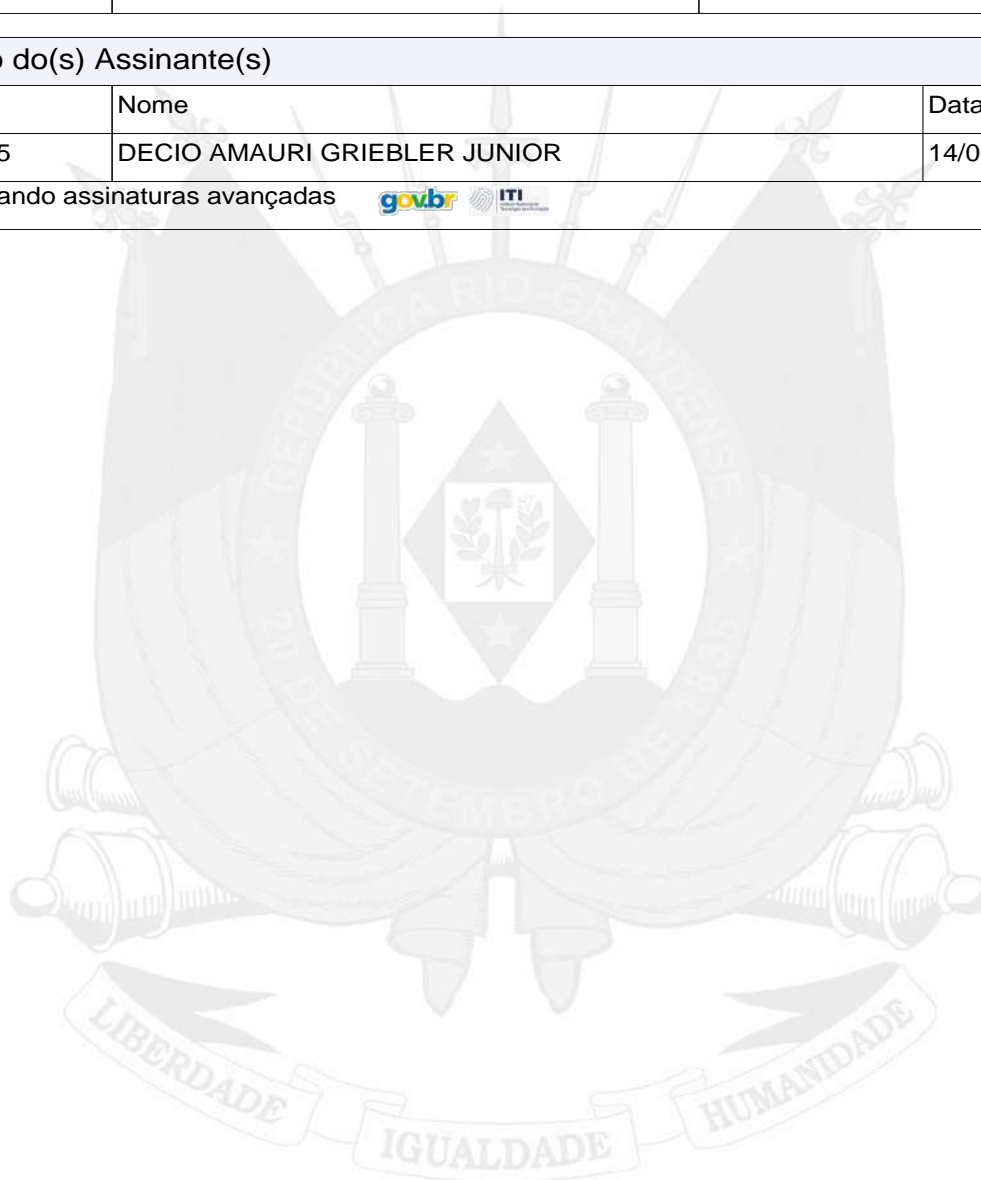 o do(s) Assinante(s)
Nome Data
5 DECIO AMAURI GRIEBLER JUNIOR 14/0
ando assinaturas avançadas gov.br ITI
REPÚBLICA RIO-GRANDENSE
20 DE SETEMBRO DE 1835
LIBERDADE IGUALDADE HUMANIDADE